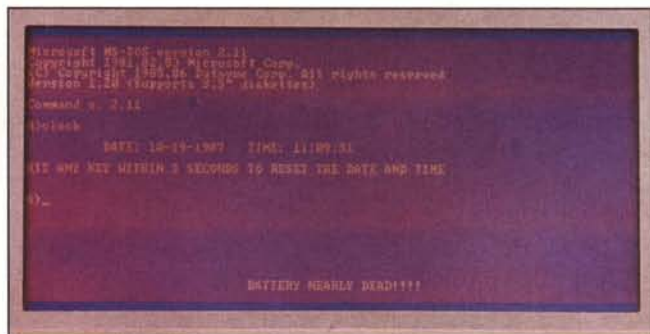 Microsoft MS-DOS version 2.11
Copyright 1981,82,83 Microsoft Corp.
(C) Copyright 1985,86 Corp. All rights reserved
Version 1.20 (Supports 3.5" diskettes)
Command v. 2.11
A>clock
DATE: 10-19-1987 TIME: 11:09:51
HIT ANY KEY WITHIN 3 SECONDS TO RESET THE DATE AND TIME
A>_
BATTERY NEARLY DEAD!!!!